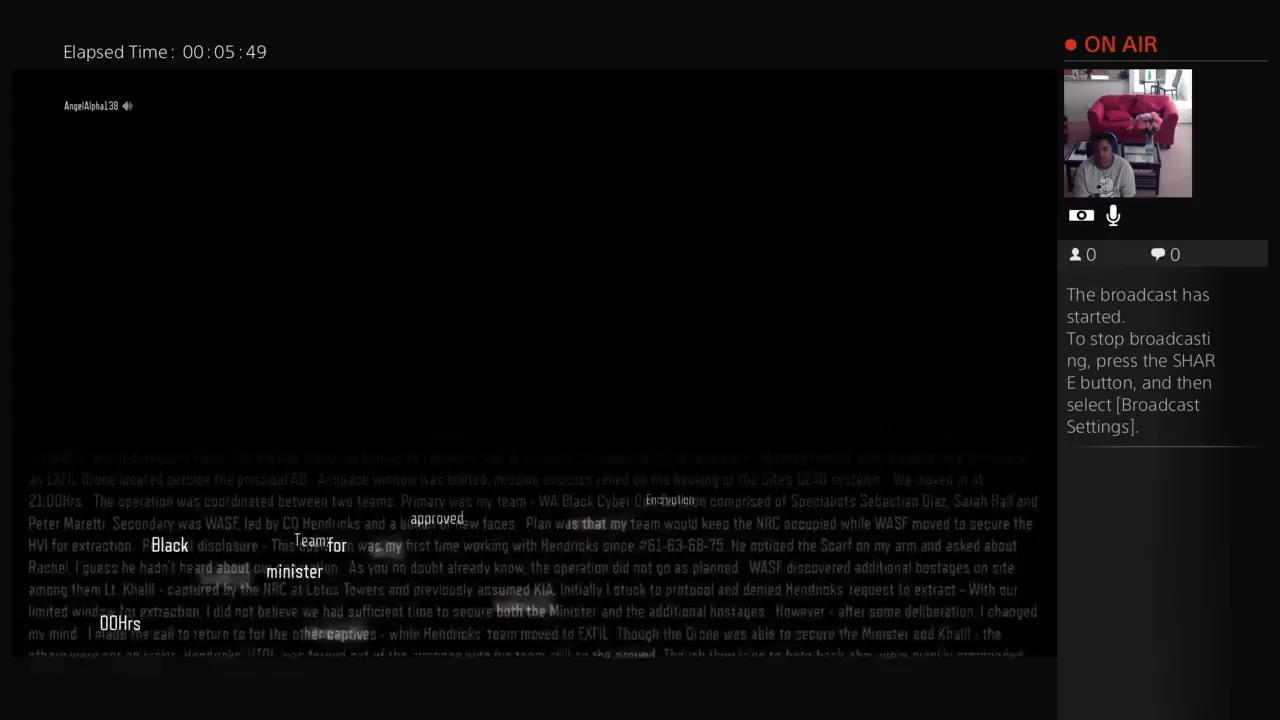 Elapsed Time: 00:05:49
ON AIR
AngelAlpha138
0
0
The broadcast has
started.
To stop broadcasti
ng, press the SHAR
E button, and then
select [Broadcast
Settings].
an EXFIL Drone located outside the principal AO. Airspace window was limited, mission success relied on the hacking of the Sites - We moved in at
Encryption
21:00Hrs. The operation was coordinated between two teams. Primary was my team - WA Black Cyber comprised of Specialists Sebastian Diaz, Sarah Hall and
approved
Peter Maretti. Secondary was WASF, led by CO Hendricks and a of new faces. Plan was that my team would keep the NRC occupied while WASF moved to secure the
Black Team for
HVI for extraction. disclosure - This was my first time working with Hendricks since #61-63-6B-75. He noticed the Scarf on my arm and asked about
minister
Rachel, I guess he hadn't heard about our. As you no doubt already know, the operation did not go as planned. WASF discovered additional hostages on site,
among them Lt. Khalil - captured by the NRC at Lotus Towers and previously assumed KIA. Initially I stuck to protocol and denied Hendricks request to extract - With our
limited window for extraction, I did not believe we had sufficient time to secure both the Minister and the additional hostages. However - after some deliberation, I changed
00Hrs
my mind. I made the call to return to for the other captives - while Hendricks' team moved to EXFIL. Though the Drone was able to secure the Minister and Khalil - the